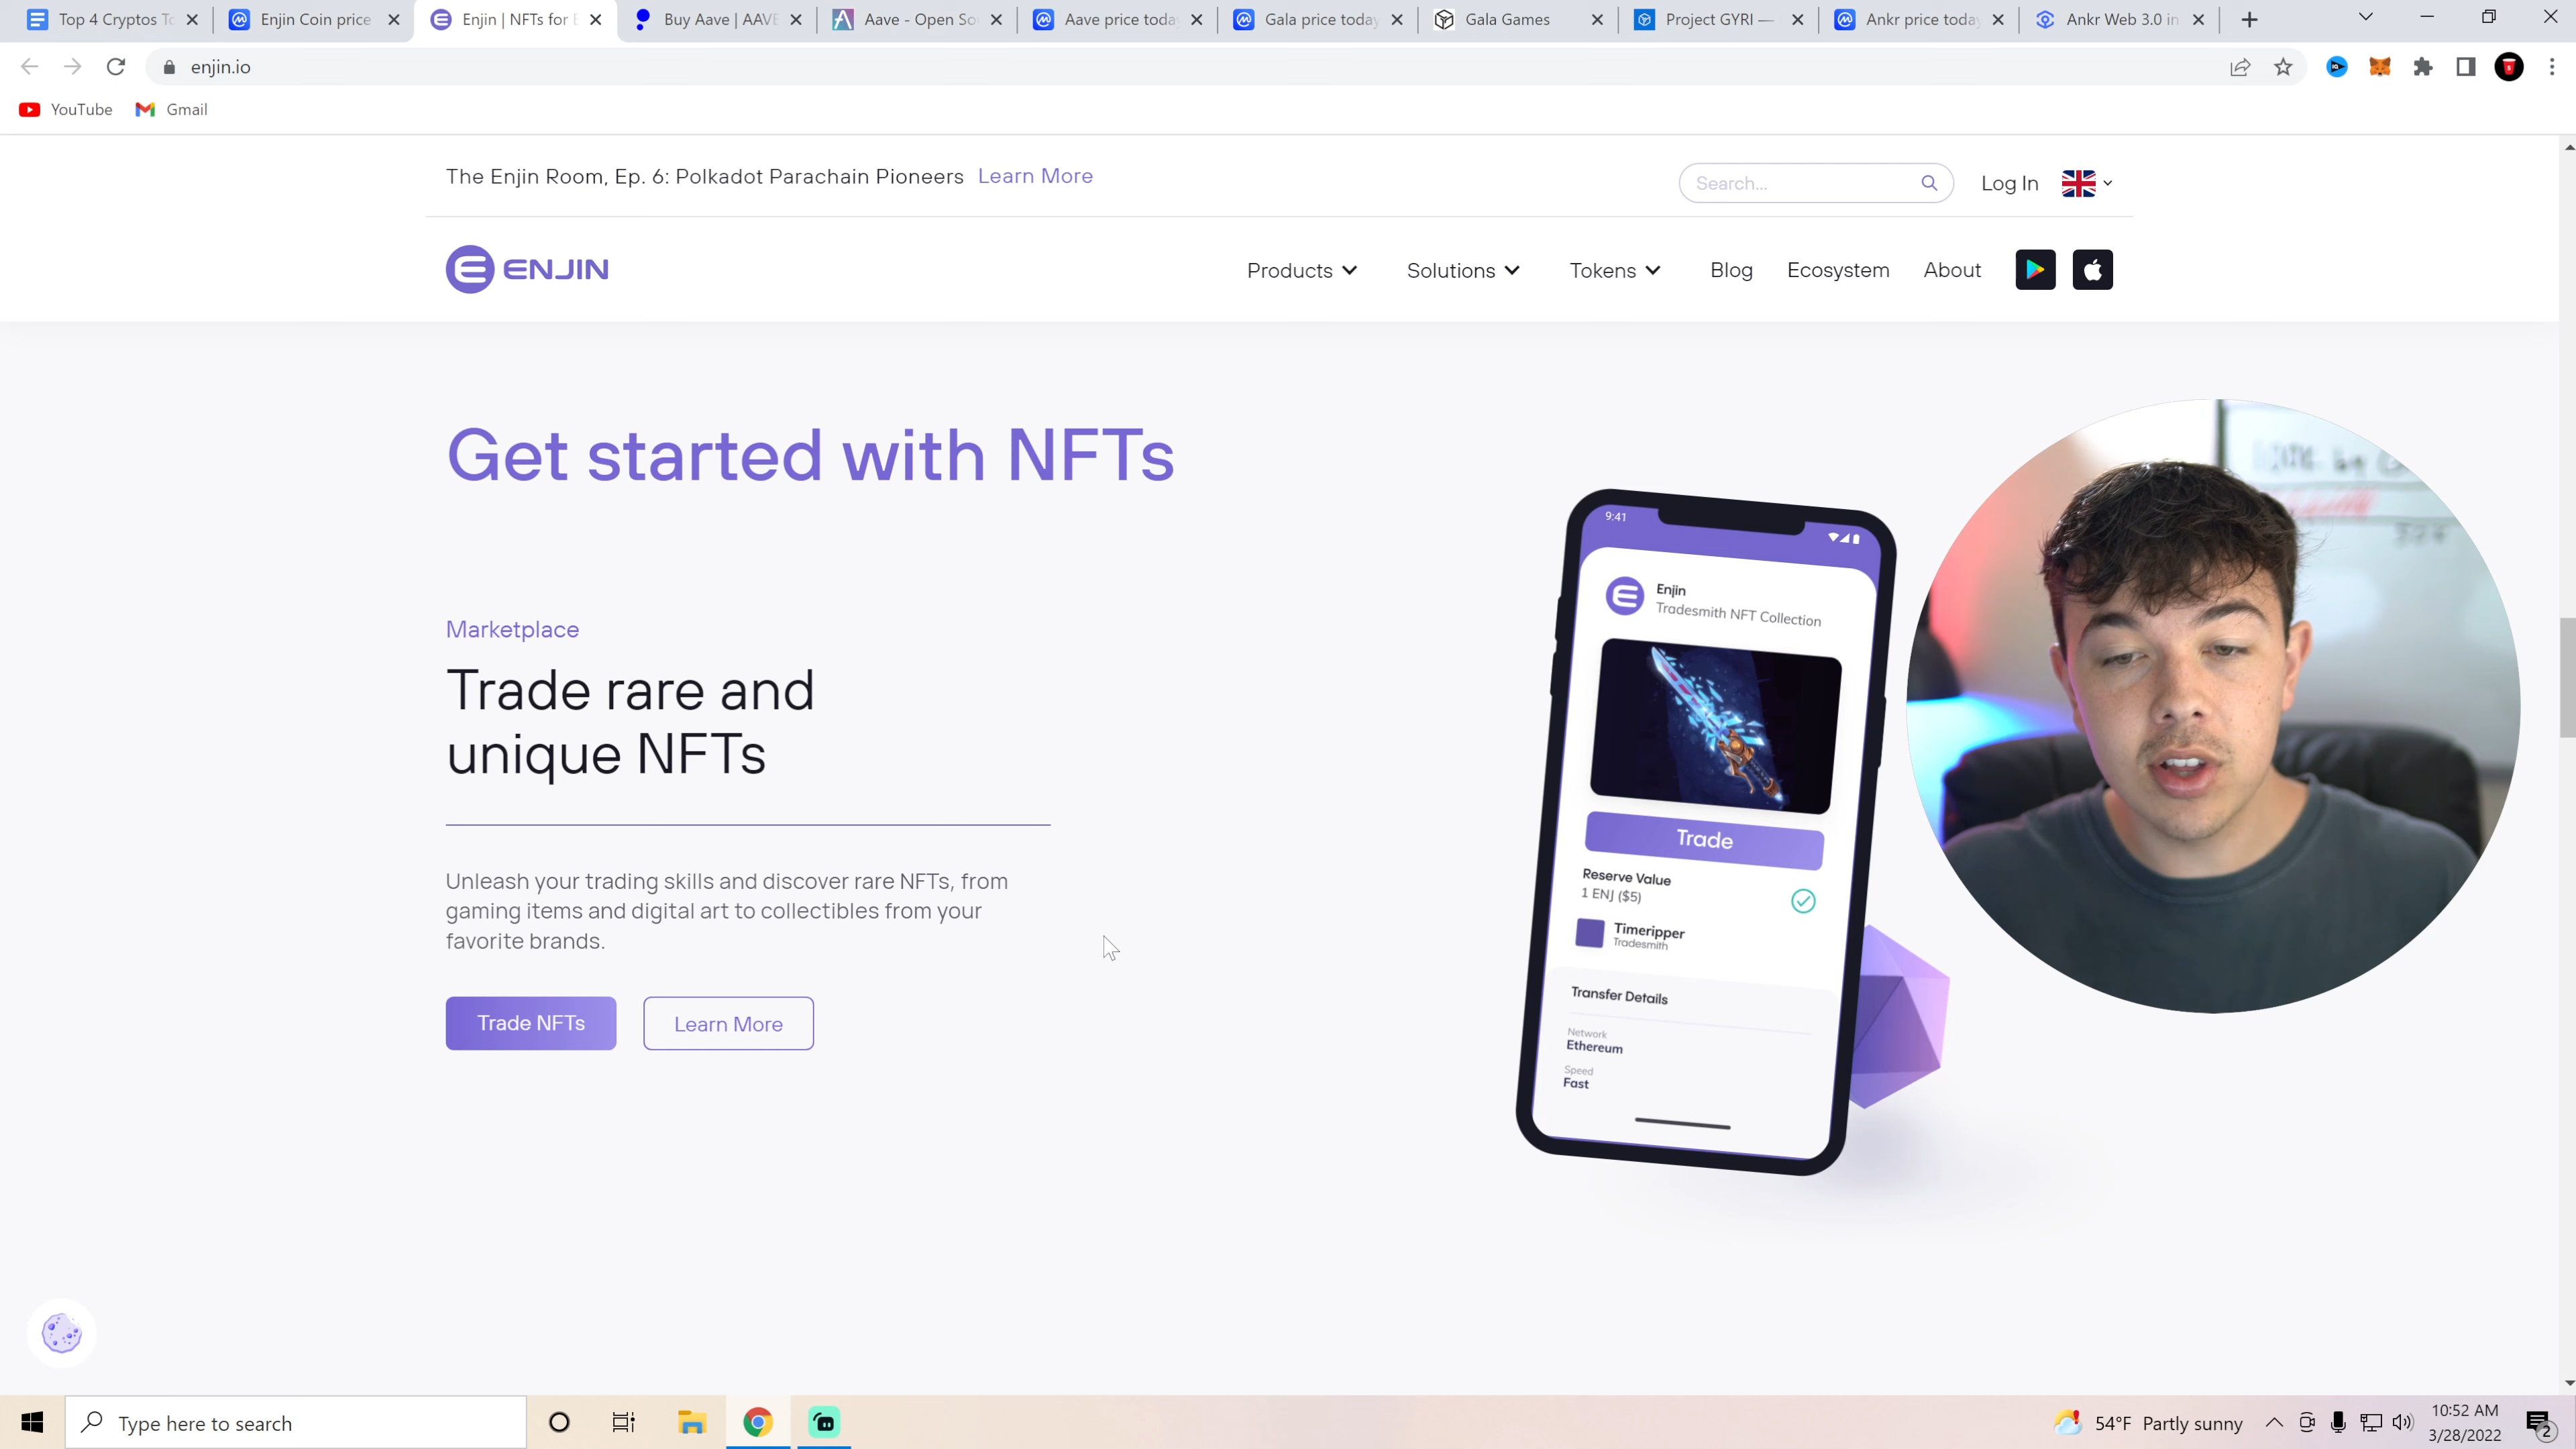 Top 4 Cryptos To
Enjin Coin price
Enjin | NFTs for E
Buy Aave | AAVE
Aave - Open So
Aave price today
Gala price today
Gala Games
Project GYRI —
Ankr price today
Ankr Web 3.0 in
enjin.io
YouTube
Gmail
The Enjin Room, Ep. 6: Polkadot Parachain Pioneers Learn More
Search...
Log In
ENJIN
Products
Solutions
Tokens
Blog
Ecosystem
About
Get started with NFTs
Marketplace
Trade rare and
unique NFTs
Unleash your trading skills and discover rare NFTs, from
gaming items and digital art to collectibles from your
favorite brands.
Trade NFTs
Learn More
9:41
Enjin
Tradesmith NFT Collection
Trade
Reserve Value
1 ENJ ($5)
Timeripper
Tradesmith
Transfer Details
Network
Ethereum
Speed
Fast
Type here to search
54°F Partly sunny
10:52 AM
3/28/2022
2